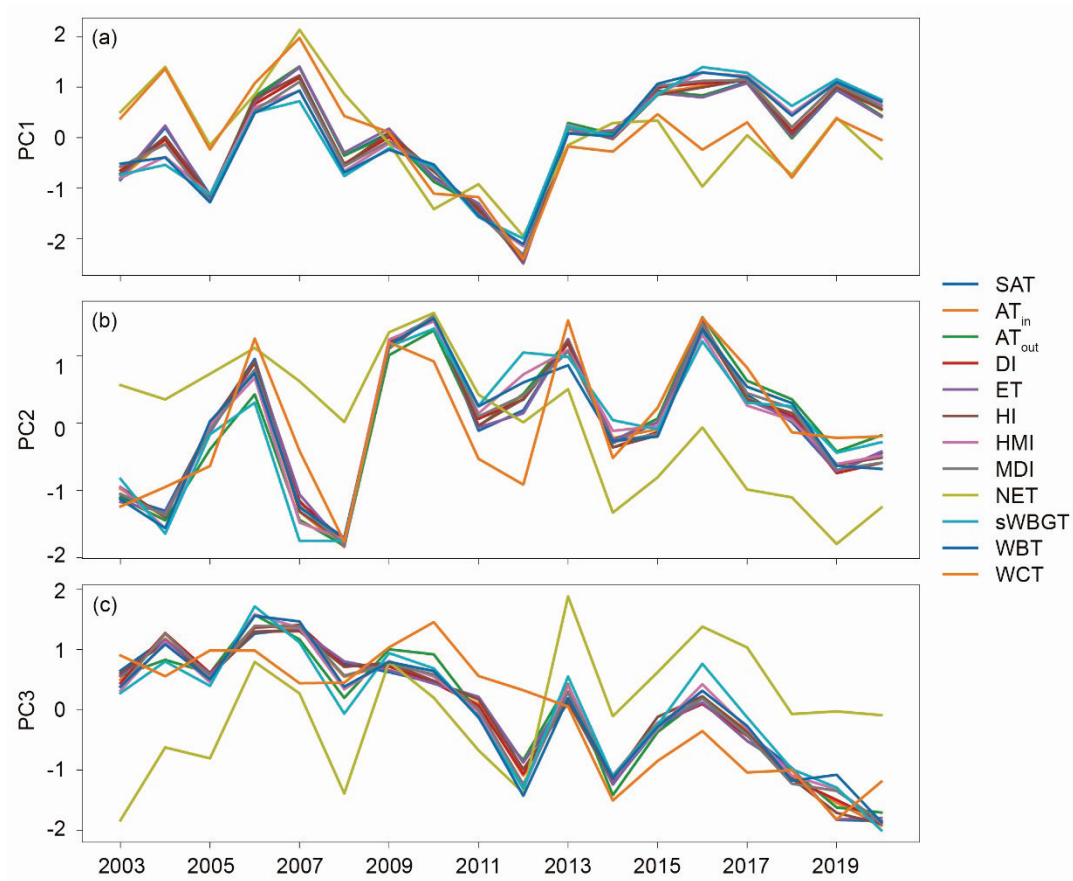 (a)
PC1
2
1
0
-1
-2
(b)
PC2
1
0
-1
-2
(c)
PC3
2
1
0
-1
-2
2003 2005 2007 2009 2011 2013 2015 2017 2019
SAT
ATin
ATout
DI
ET
HI
HMI
MDI
NET
sWBGT
WBT
WCT